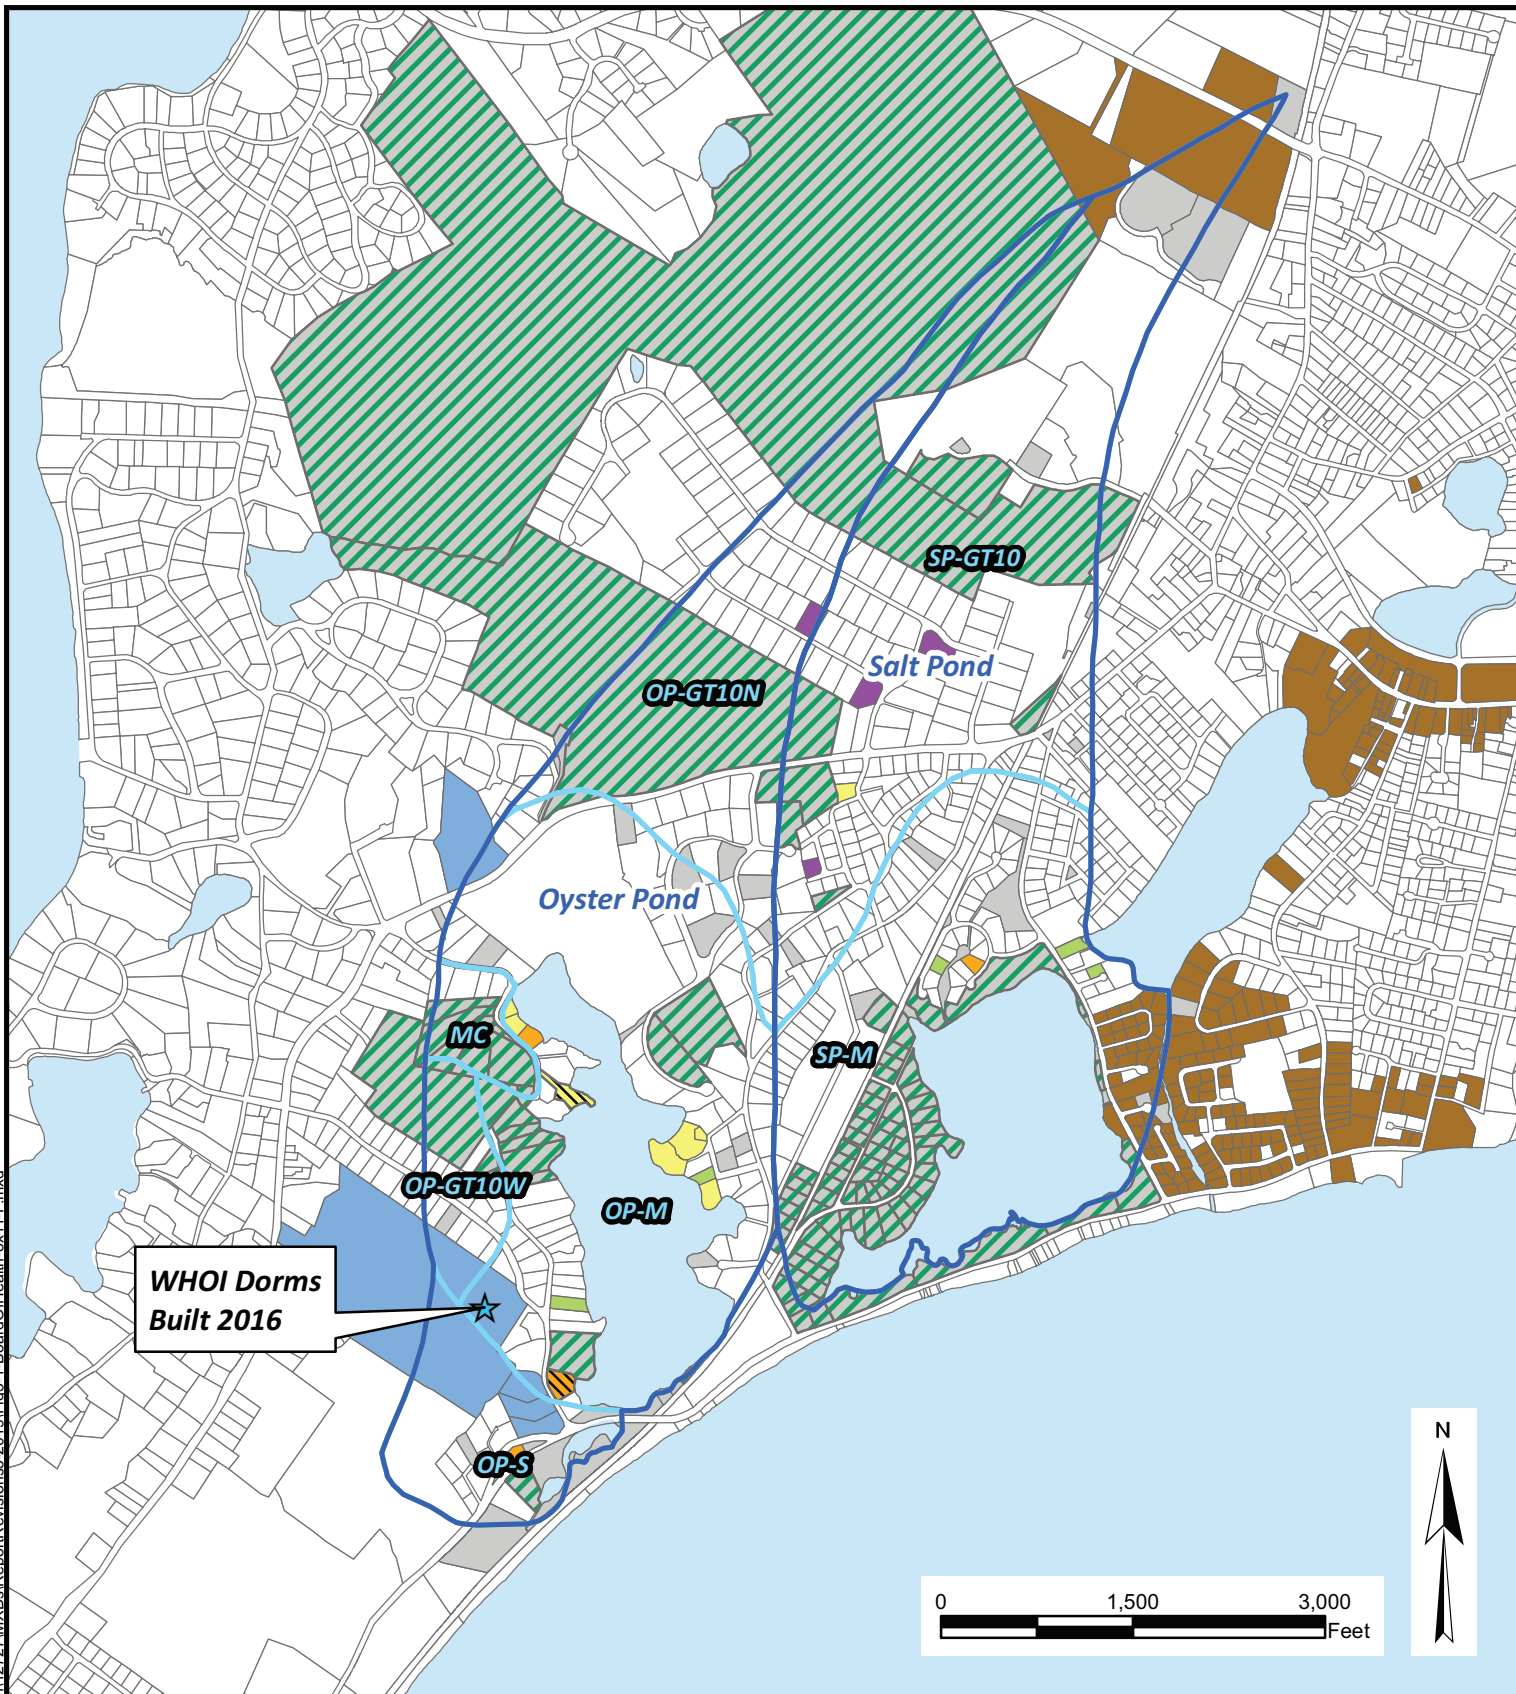 SP-GT10
Salt Pond
OP-GT10N
Oyster Pond
MC
SP-M
OP-GT10W
OP-M
WHOI Dorms
Built 2016
OP-S
N
0 1,500 3,000
Feet